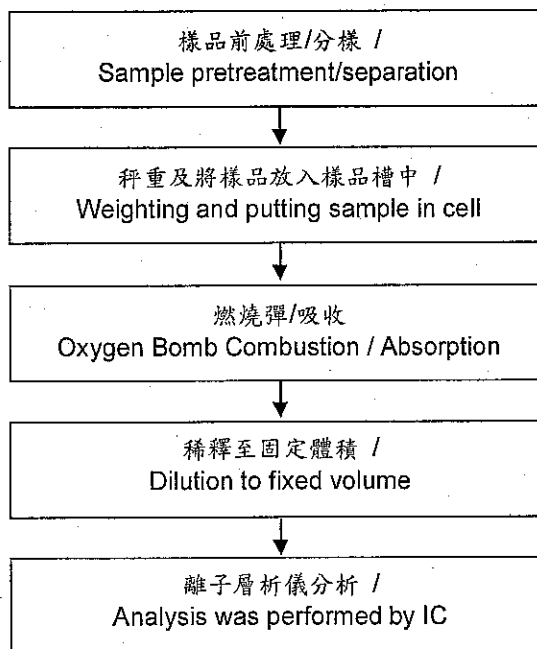 樣品前處理/分樣 /
Sample pretreatment/separation
秤重及將樣品放入樣品槽中 /
Weighting and putting sample in cell
燃燒彈/吸收
Oxygen Bomb Combustion / Absorption
稀釋至固定體積 /
Dilution to fixed volume
離子層析儀分析 /
Analysis was performed by IC